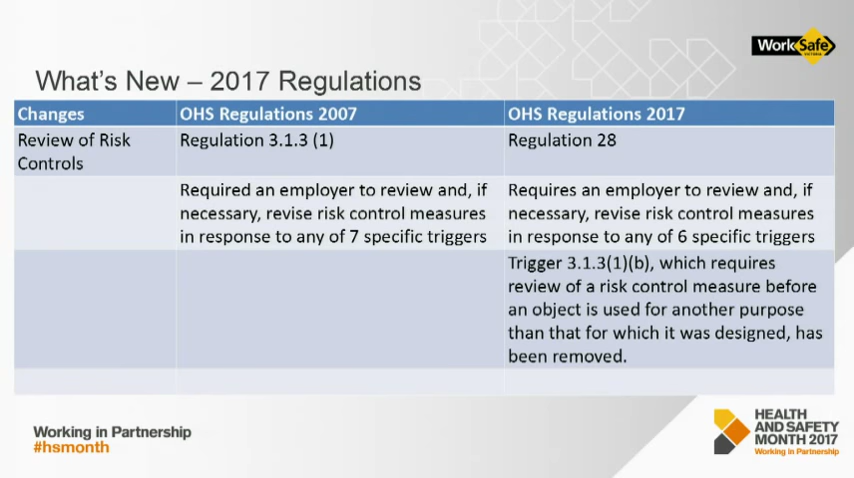 WorkSafe
VICTORIA
What's New – 2017 Regulations
Changes
OHS Regulations 2007
OHS Regulations 2017
Review of Risk
Controls
Regulation 3.1.3 (1)
Regulation 28
Required an employer to review and, if
necessary, revise risk control measures
in response to any of 7 specific triggers
Requires an employer to review and, if
necessary, revise risk control measures
in response to any of 6 specific triggers
Trigger 3.1.3(1)(b), which requires
review of a risk control measure before
an object is used for another purpose
than that for which it was designed, has
been removed.
Working in Partnership
#hsmonth
HEALTH
AND SAFETY
MONTH 2017
Working in Partnership